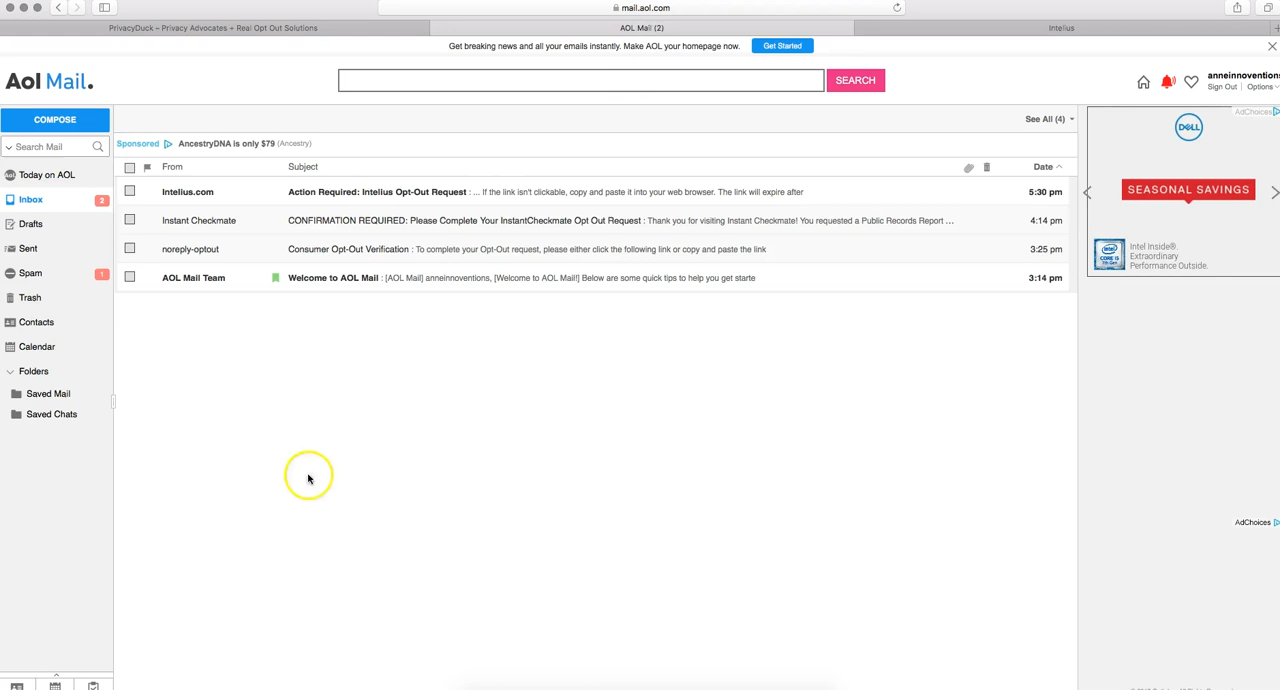 mail.aol.com
PrivacyDuck – Privacy Advocates + Real Opt Out Solutions
AOL Mail (2)
Intelius
Get breaking news and all your emails instantly. Make AOL your homepage now.
Get Started
Aol Mail.
SEARCH
anneinnovations
Sign Out | Options
COMPOSE
See All (4)
AdChoices
Search Mail
Sponsored AncestryDNA is only $79 (Ancestry)
From Subject Date
Today on AOL
Inbox 2
Drafts
Sent
Spam 1
Trash
Contacts
Calendar
Folders
Saved Mail
Saved Chats
Intelius.com Action Required: Intelius Opt-Out Request : ... If the link isn't clickable, copy and paste it into your web browser. The link will expire after 5:30 pm
Instant Checkmate CONFIRMATION REQUIRED: Please Complete Your InstantCheckmate Opt Out Request : Thank you for visiting Instant Checkmate! You requested a Public Records Report ... 4:14 pm
noreply-optout Consumer Opt-Out Verification : To complete your Opt-Out request, please either click the following link or copy and paste the link 3:25 pm
AOL Mail Team Welcome to AOL Mail : [AOL Mail] anneinnovations, [Welcome to AOL Mail!] Below are some quick tips to help you get starte 3:14 pm
DELL
SEASONAL SAVINGS
intel inside CORE i5
Intel Inside®.
Extraordinary
Performance Outside.
AdChoices